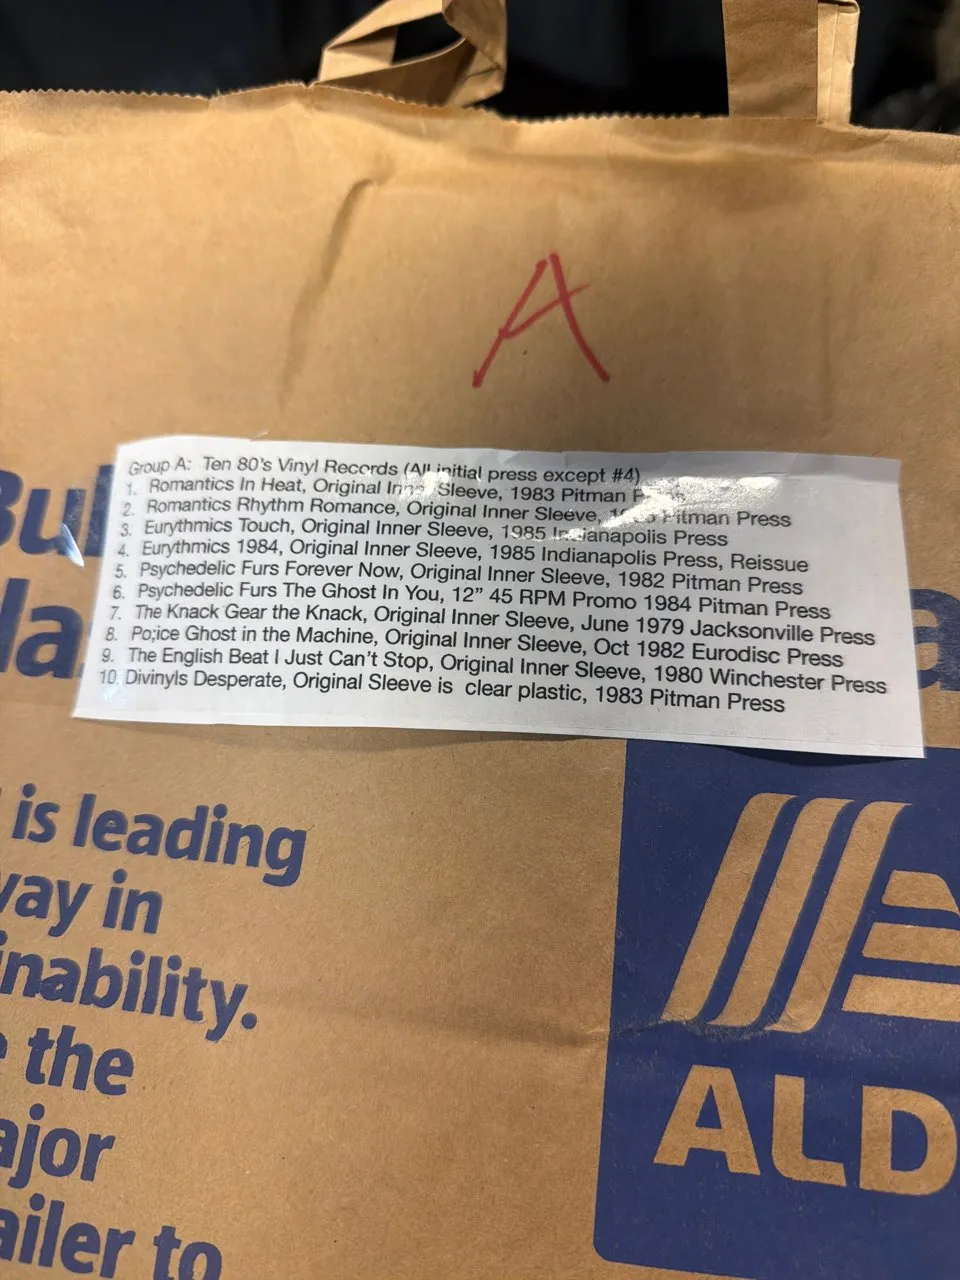 A
Group A: Ten 80's Vinyl Records (All initial press except #4)
1. Romantics In Heat, Original Inner Sleeve, 1983 Pitman
2. Romantics Rhythm Romance, Original Inner Sleeve, Pitman Press
3. Eurythmics Touch, Original Inner Sleeve, 1985 Indianapolis Press
4. Eurythmics 1984, Original Inner Sleeve, 1985 Indianapolis Press, Reissue
5. Psychedelic Furs Forever Now, Original Inner Sleeve, 1982 Pitman Press
6. Psychedelic Furs The Ghost In You, 12” 45 RPM Promo 1984 Pitman Press
7. The Knack Gear the Knack, Original Inner Sleeve, June 1979 Jacksonville Press
8. Po;ice Ghost in the Machine, Original Inner Sleeve, Oct 1982 Eurodisc Press
9. The English Beat I Just Can't Stop, Original Inner Sleeve, 1980 Winchester Press
10. Divinyls Desperate, Original Sleeve is clear plastic, 1983 Pitman Press
is leading
way in
the
ALD
to